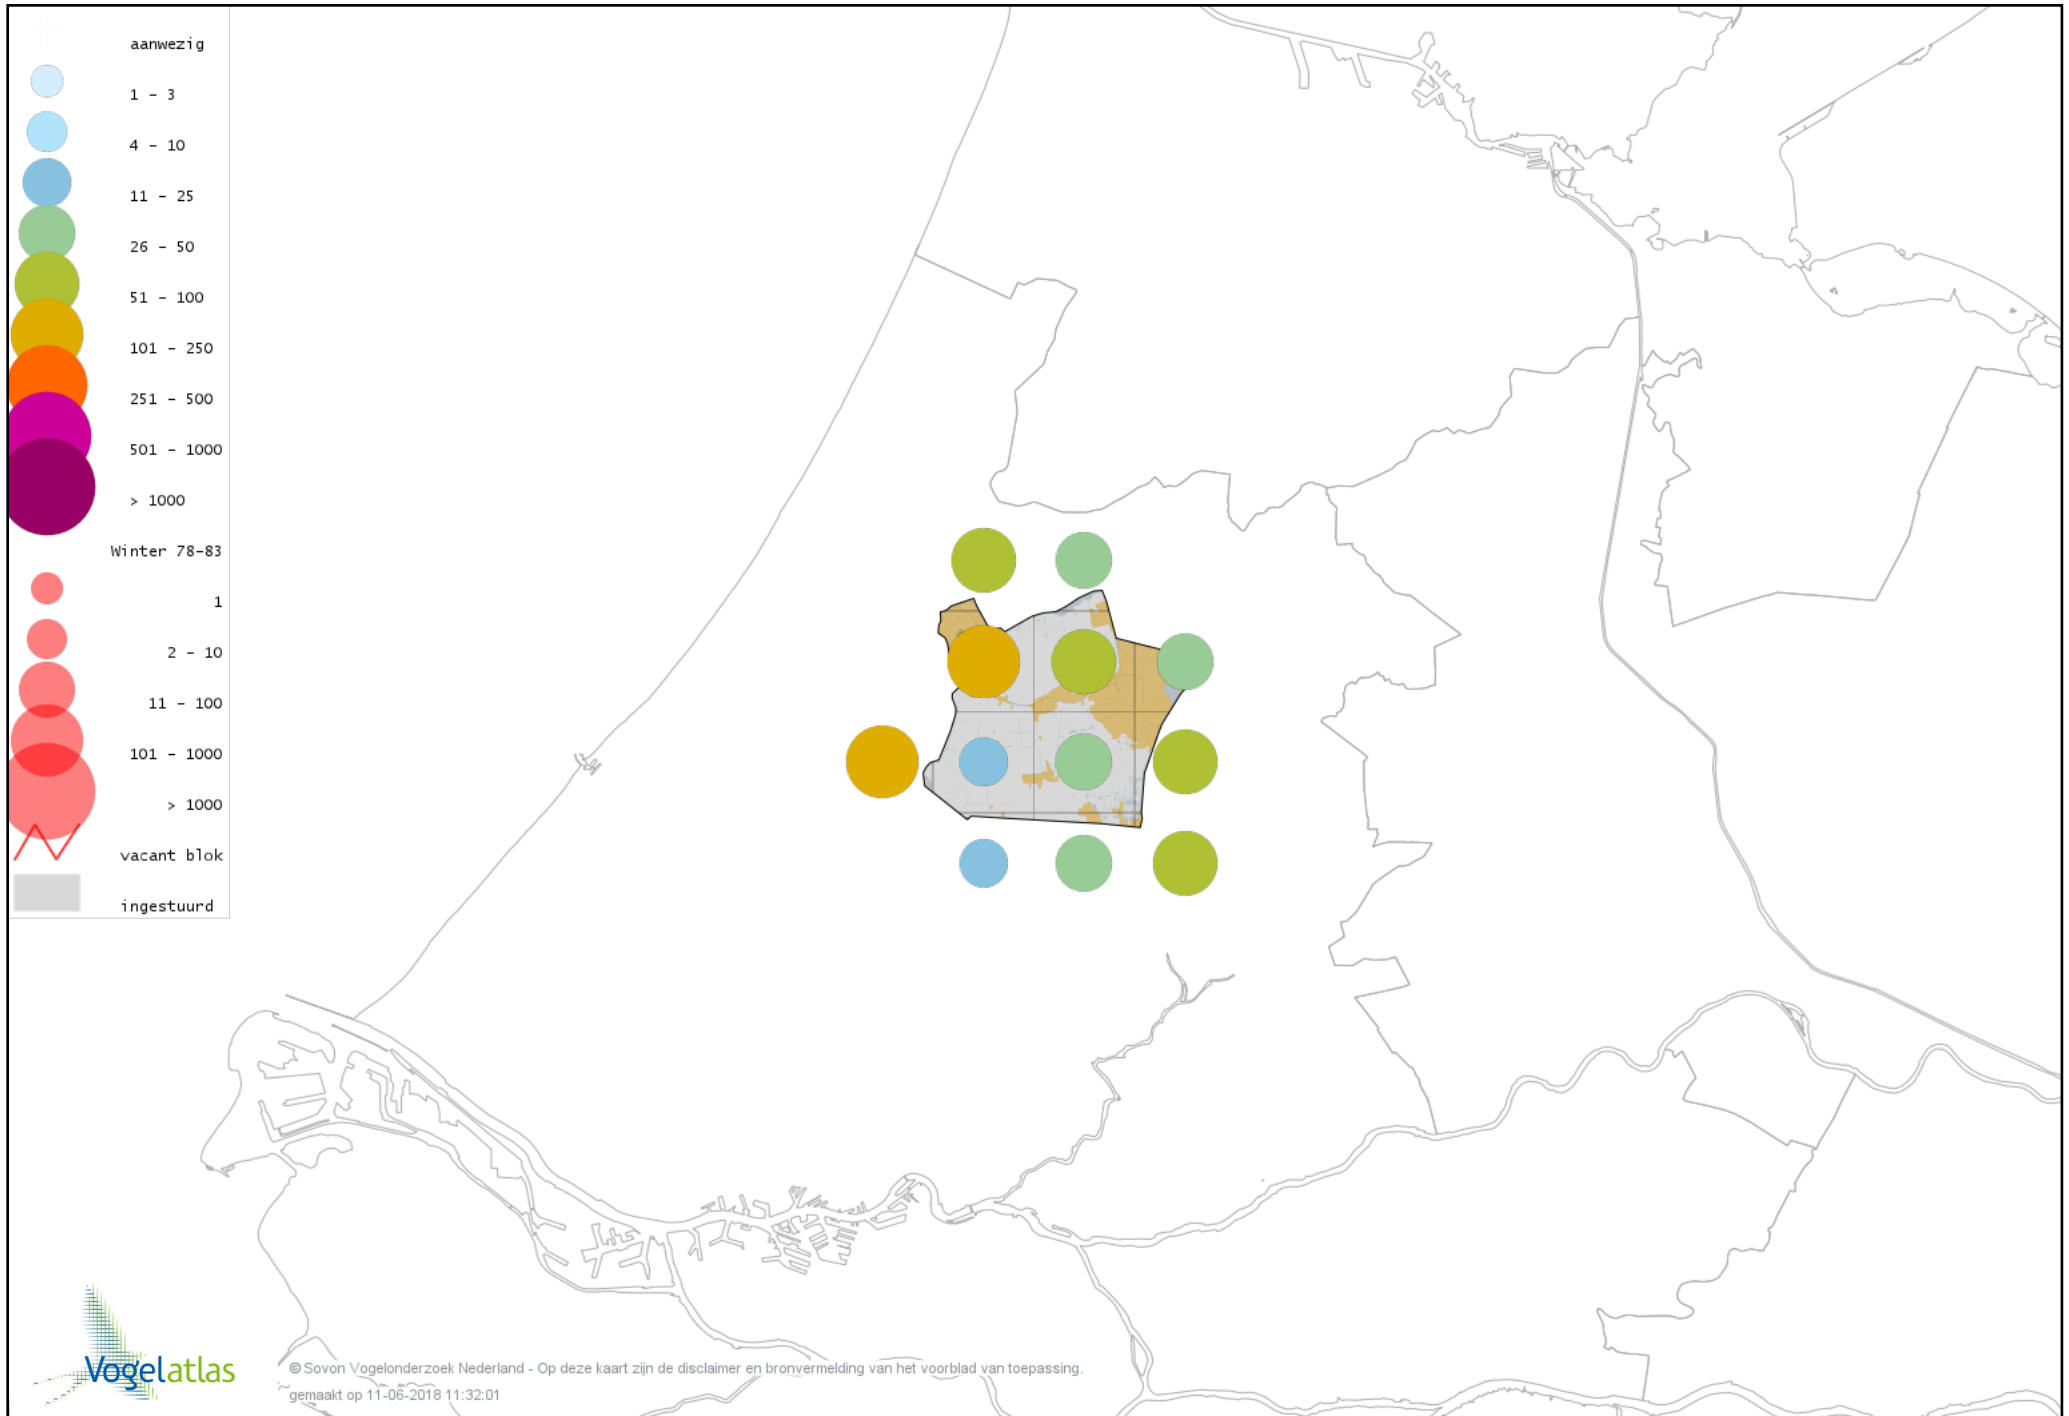 aanwezig
1 - 3
4 - 10
11 - 25
26 - 50
51 - 100
101 - 250
251 - 500
501 - 1000
> 1000
Winter 78-83
1
2 - 10
11 - 100
101 - 1000
> 1000
vacant blok
ingestuurd
Vogelatlas
© Sovon Vogelonderzoek Nederland - Op deze kaart zijn de disclaimer en bronvermelding van het voorblad van toepassing.
gemaakt op 11-06-2018 11:32:01